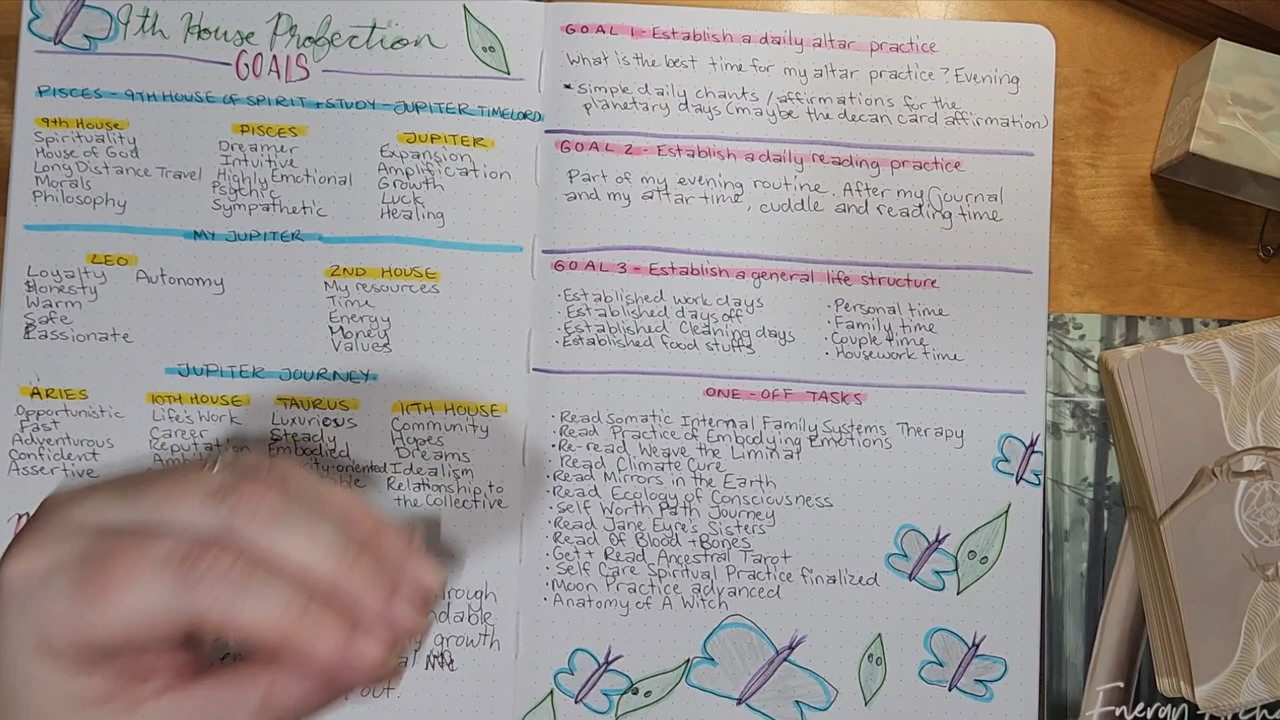 9th House Profection
GOALS
PISCES - 9TH HOUSE OF SPIRIT + STUDY - JUPITER TIMELORD
9th House
Spirituality
House of God
Long Distance Travel
Morals
Philosophy
PISCES
Dreamer
Intuitive
Highly Emotional
Psychic
Sympathetic
JUPITER
Expansion
Amplification
Growth
Luck
Healing
MY JUPITER
LEO
Loyalty Autonomy
Honesty
Warm
Safe
Passionate
2ND HOUSE
My resources
Time
Energy
Money
Values
JUPITER JOURNEY
ARIES
Opportunistic
Fast
Adventurous
Confident
Assertive
10TH HOUSE
Life's Work
Career
Reputation
TAURUS
Luxurious
Steady
Embodied
11TH HOUSE
Community
Hopes
Dreams
Idealism
Relationship to
the Collective
growth
out.
GOAL 1 - Establish a daily altar practice
What is the best time for my altar practice? Evening
* Simple daily chants / affirmations for the
planetary days (maybe the decan card affirmation)
GOAL 2 - Establish a daily reading practice
Part of my evening routine. After my journal
and my altar time, cuddle and reading time
GOAL 3 - Establish a general life structure
· Established work days
· Established days off
· Established cleaning days
· Established food stuffs
· Personal time
· Family time
· Couple time
· Housework time
ONE-OFF TASKS
· Read Somatic Internal Family Systems Therapy
· Read Practice of Embodying Emotions
· Re-read Weave the Liminal
Read Climate Cure
· Read Mirrors in the Earth
· Read Ecology of Consciousness
· Self Worth Path Journey
· Read Jane Eyre's Sisters
· Read Of Blood + Bones
· Get + Read Ancestral Tarot
· Self Care Spiritual Practice finalized
· Moon Practice advanced
· Anatomy of A Witch